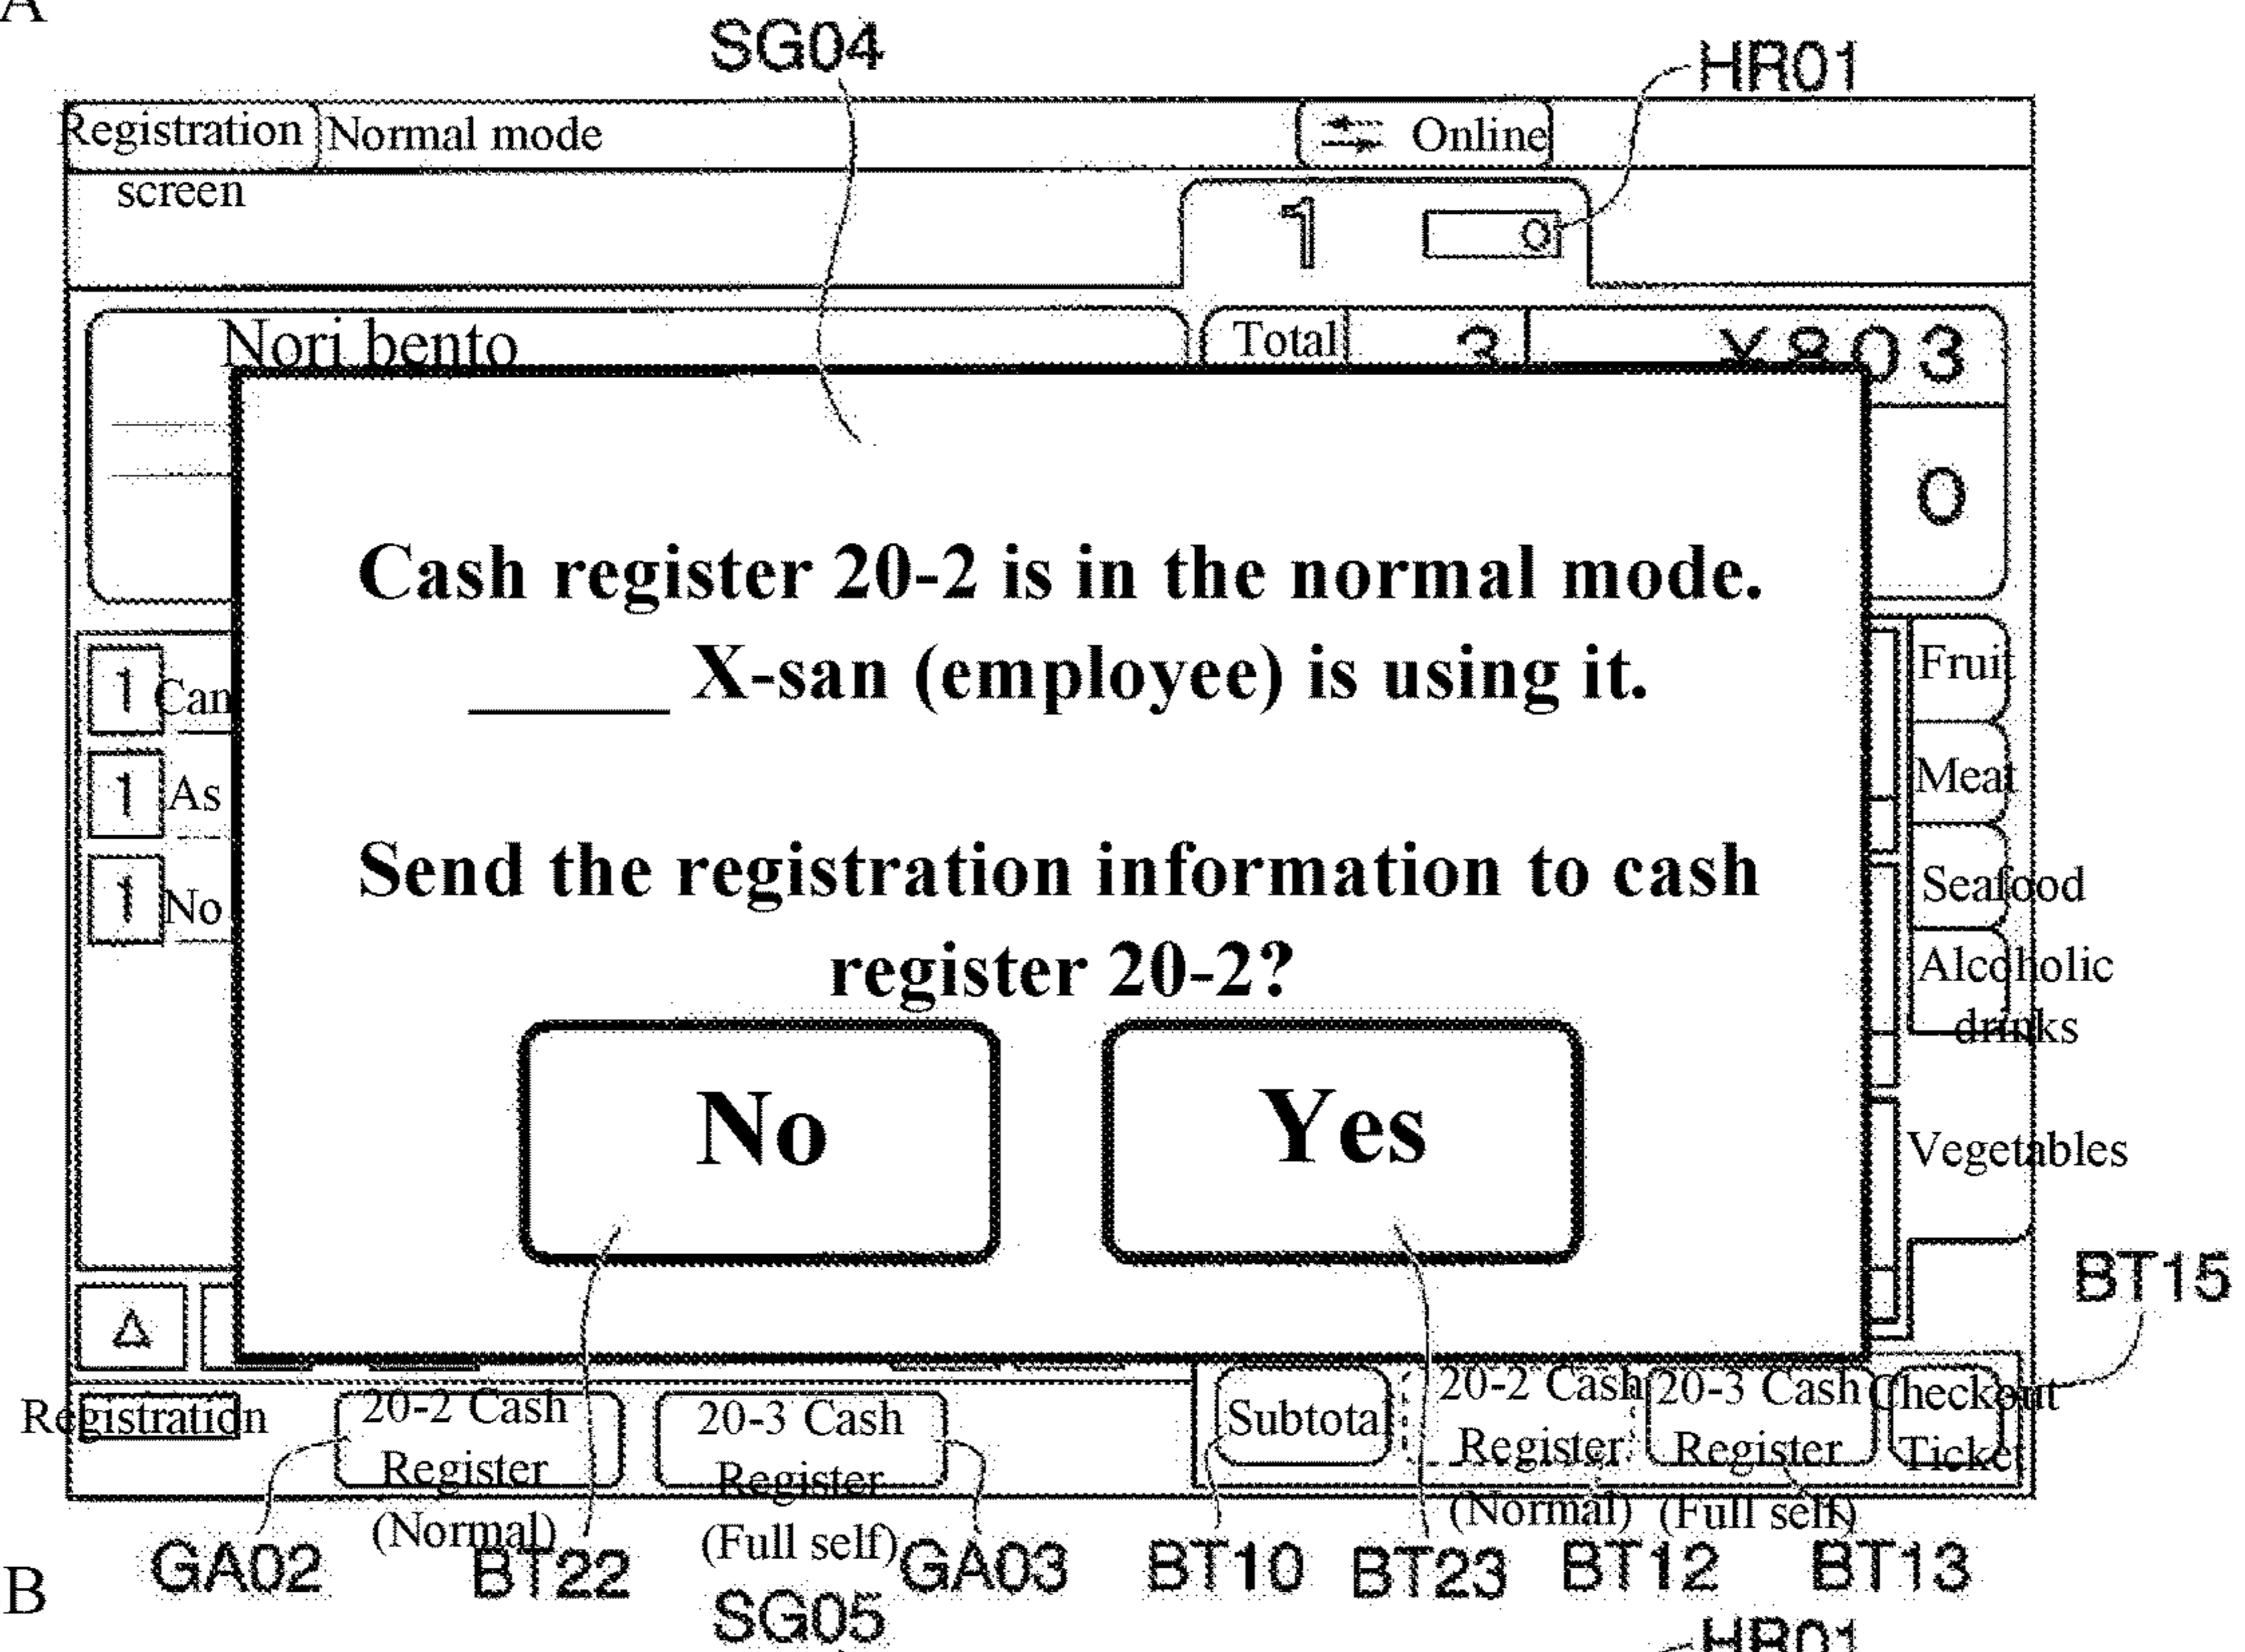 A
SG04
HR01
Registration
screen
Normal mode
Online
1
Nori bento
Total
3
¥803
0
Cash register 20-2 is in the normal mode.
_____ X-san (employee) is using it.
Send the registration information to cash
register 20-2?
No
Yes
1 Can
1 As
1 No
Fruit
Meat
Seafood
Alcoholic
drinks
Vegetables
BT15
△
Registration
20-2 Cash
Register
(Normal)
20-3 Cash
Register
(Full self)
Subtotal
20-2 Cash
Register
(Normal)
20-3 Cash
Register
(Full self)
Checkout
Ticket
GA02
BT22
GA03
BT10
BT23
BT12
BT13
B
SG05
HR01